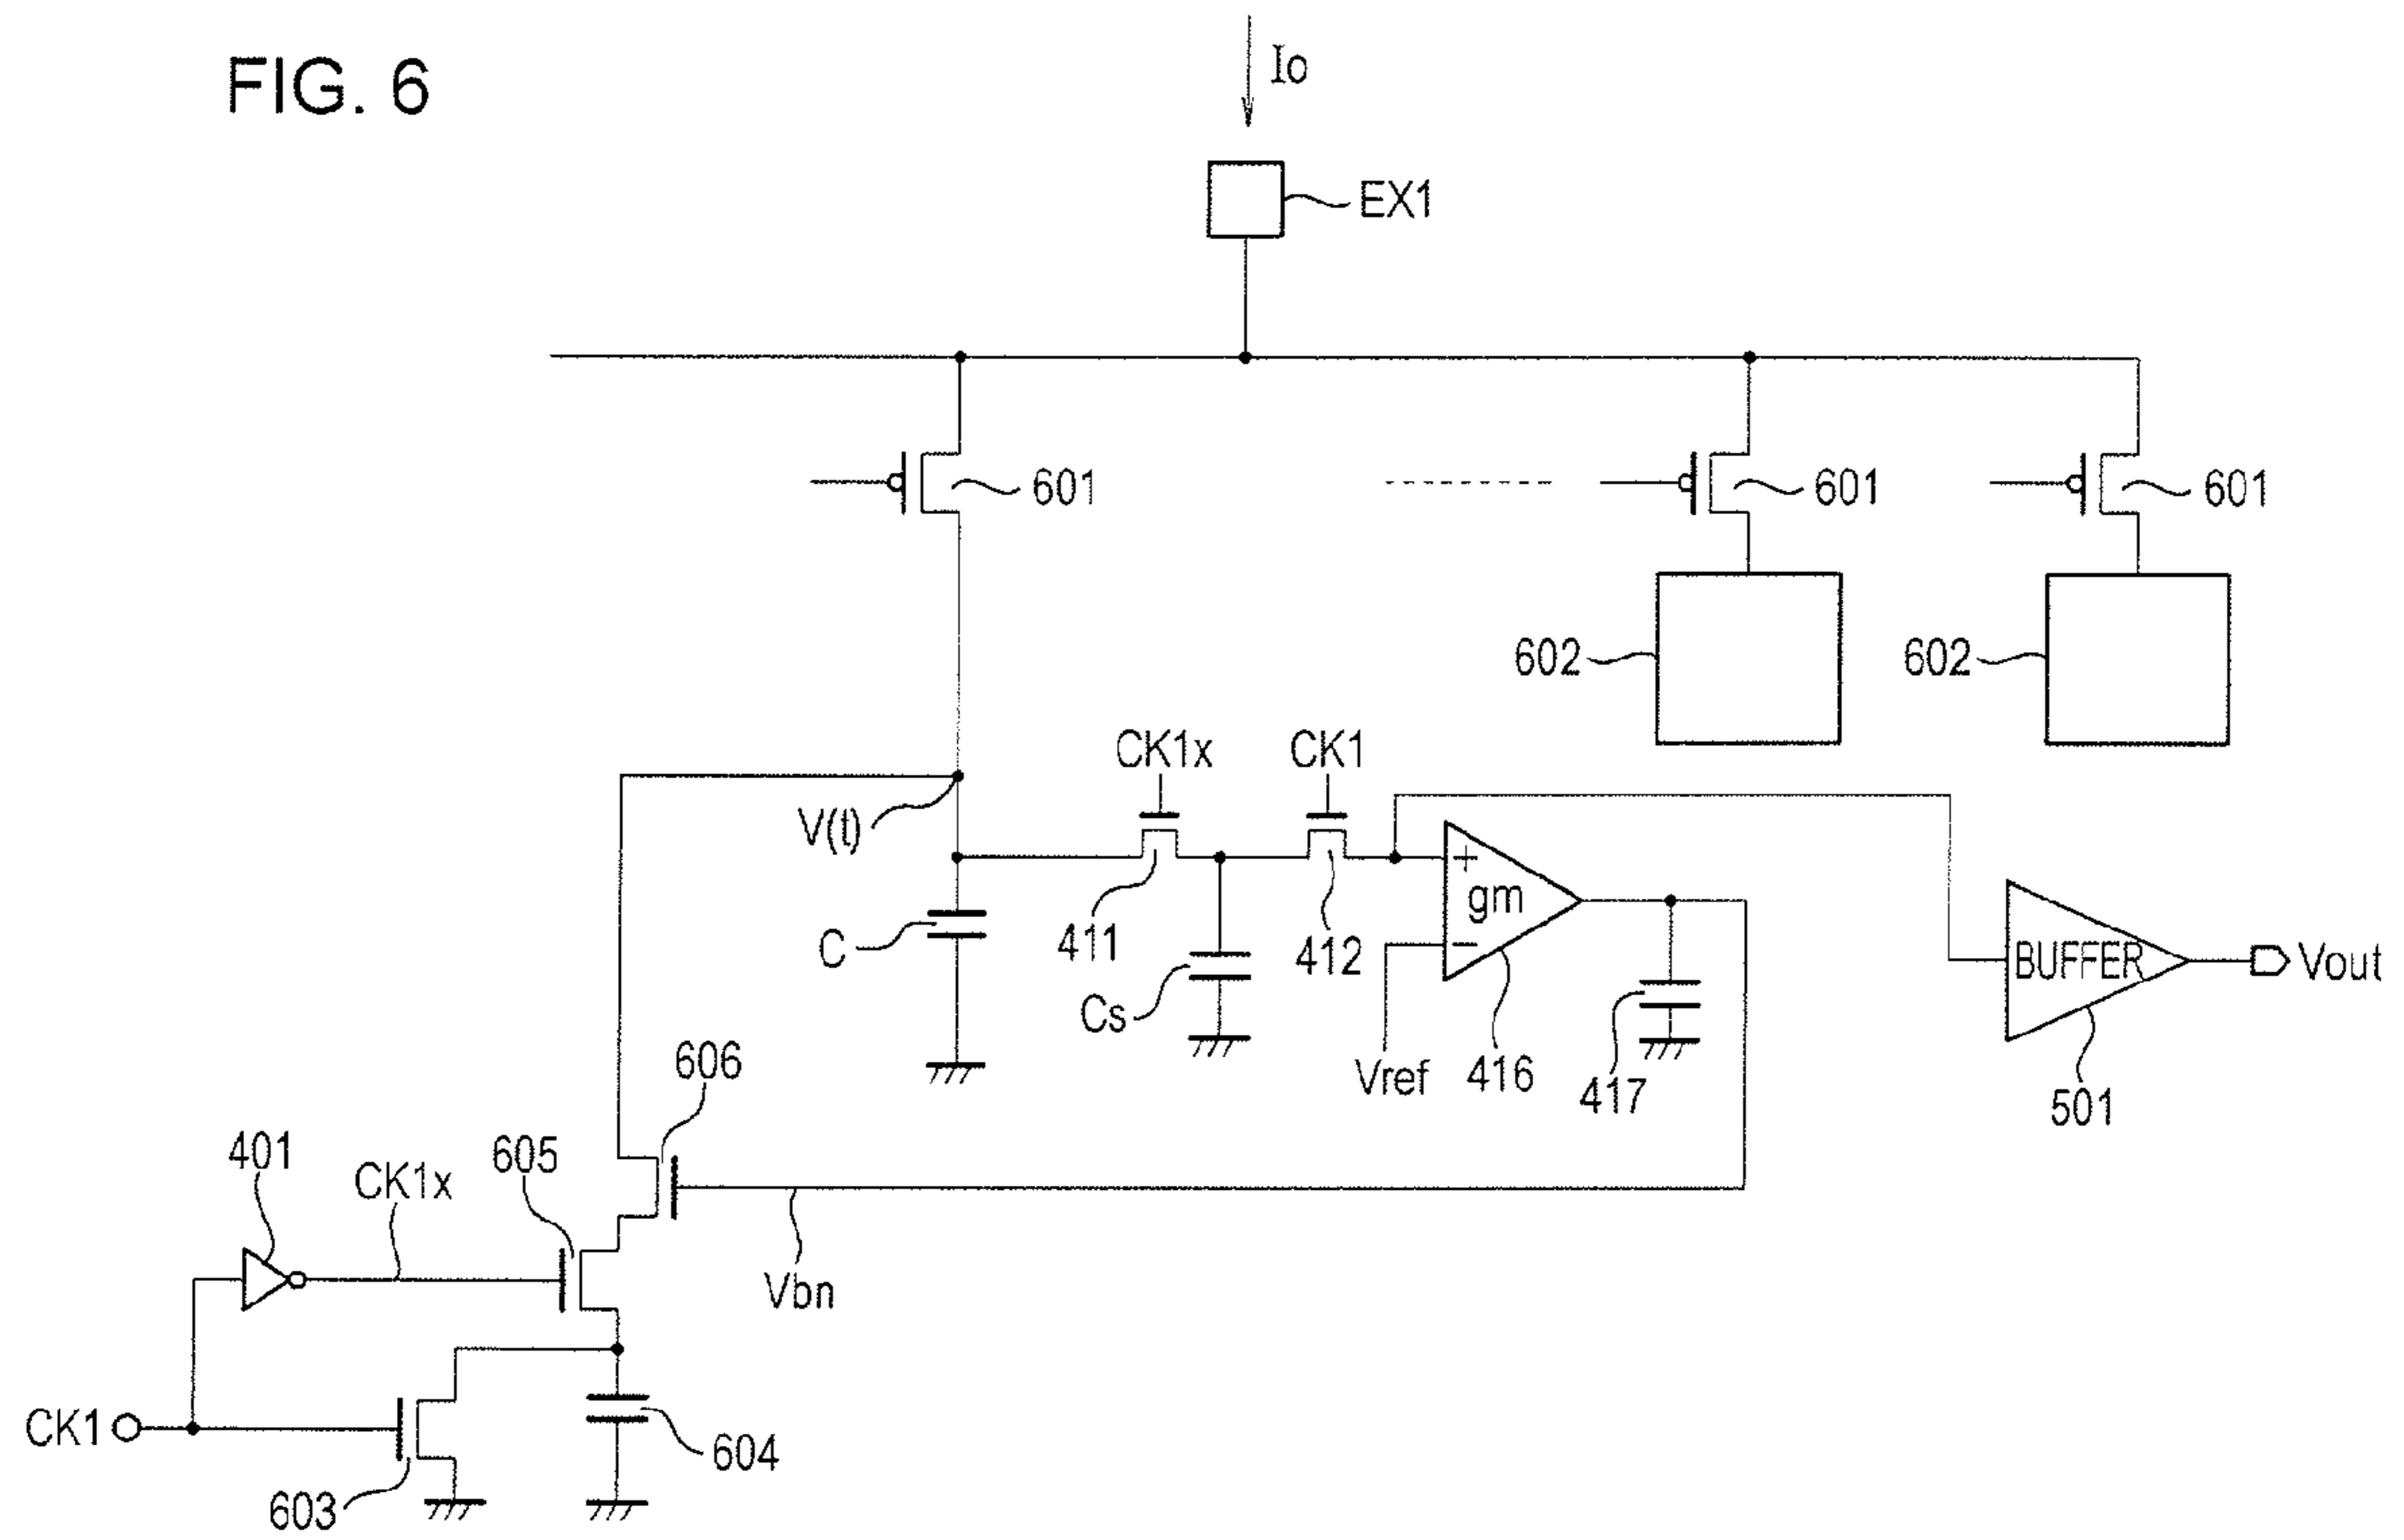 FIG. 6
Io
EX1
601
601
601
602
602
CK1x
CK1
V(t)
+
gm
−
C
411
412
Cs
BUFFER
Vout
Vref
416
417
501
606
401
CK1x
605
Vbn
CK1
604
603